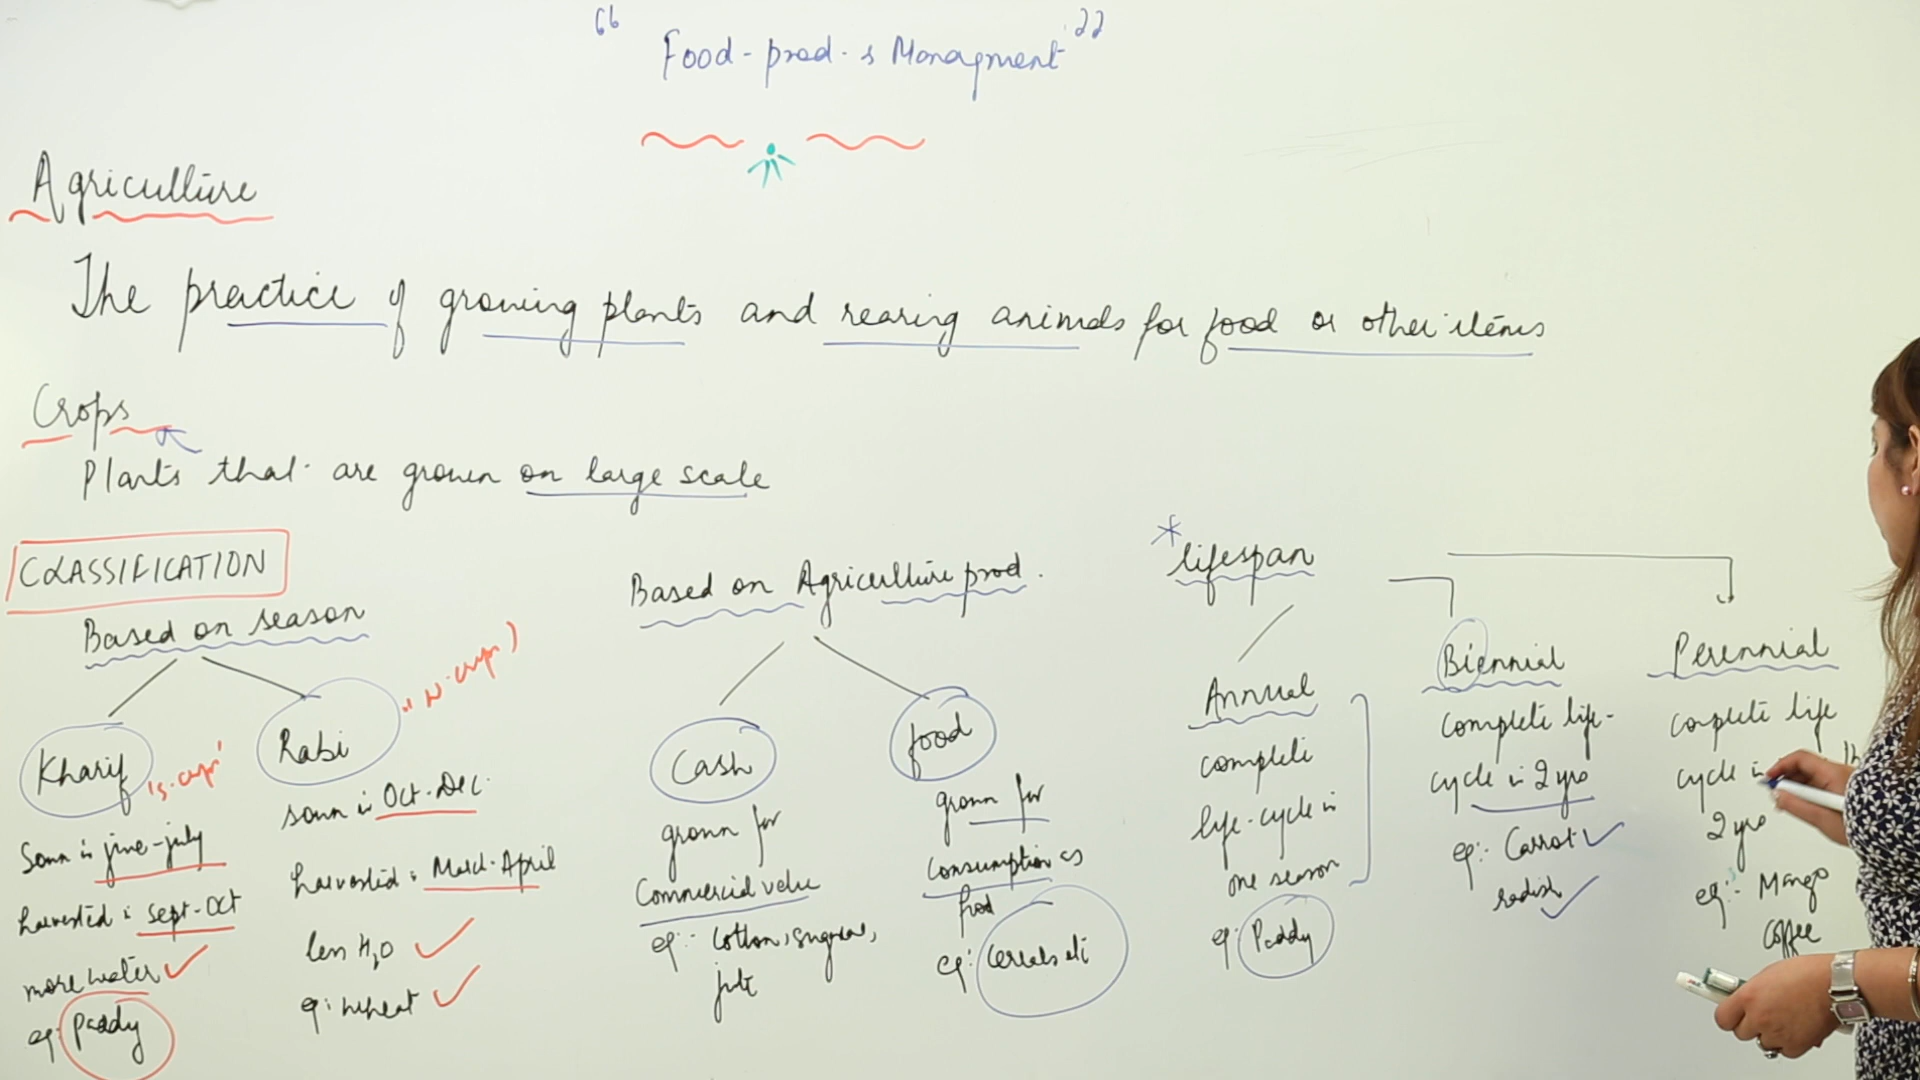 “ Food-prod-s Managment ”
Agriculture
The practice of growing plants and rearing animals for food or other items
Crops
Plants that are grown on large scale
CLASSIFICATION
Based on season
Kharif
"s.crops"
Sown in june-july
harvested : Sept-Oct
more water ✓
eg: Paddy
Rabi
"W.crops)
sown in Oct-Dec.
harvested : March-April
less H2O ✓
eg: wheat ✓
Based on Agriculture prod.
Cash
grown for
Commercial value
eg:- Cotton,
jute
food
grown for
Consumption as
food
eg: Cereals etc
* lifespan
Annual
complete
life-cycle in
one season
eg: Paddy
Biennial
complete life-
cycle in 2 yrs
eg:- Carrot ✓
radish ✓
Perennial
complete life
cycle in
2 yrs
eg:- Mango
Coffee